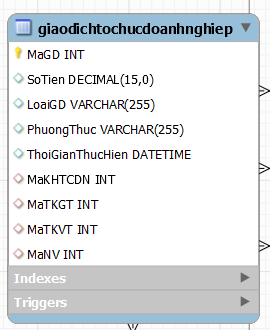 giaodichtochucdoanhnghiep
MaGD INT
SoTien DECIMAL(15,0)
LoaiGD VARCHAR(255)
PhuongThuc VARCHAR(255)
ThoiGianThucHien DATETIME
MaKHTCDN INT
MaTKGT INT
MaTKVT INT
MaNV INT
Indexes
Triggers